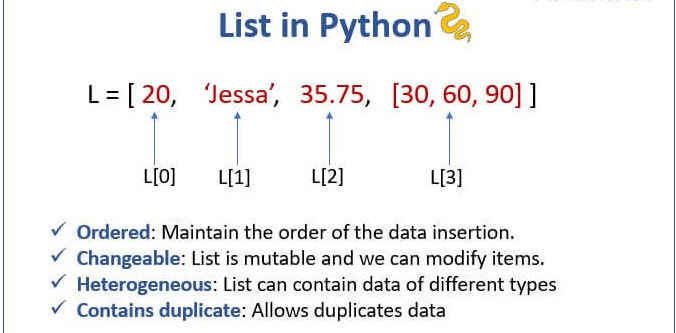 List in Python
L = [ 20, ‘Jessa’, 35.75, [30, 60, 90] ]
L[0] L[1] L[2] L[3]
✓ Ordered: Maintain the order of the data insertion.
✓ Changeable: List is mutable and we can modify items.
✓ Heterogeneous: List can contain data of different types
✓ Contains duplicate: Allows duplicates data